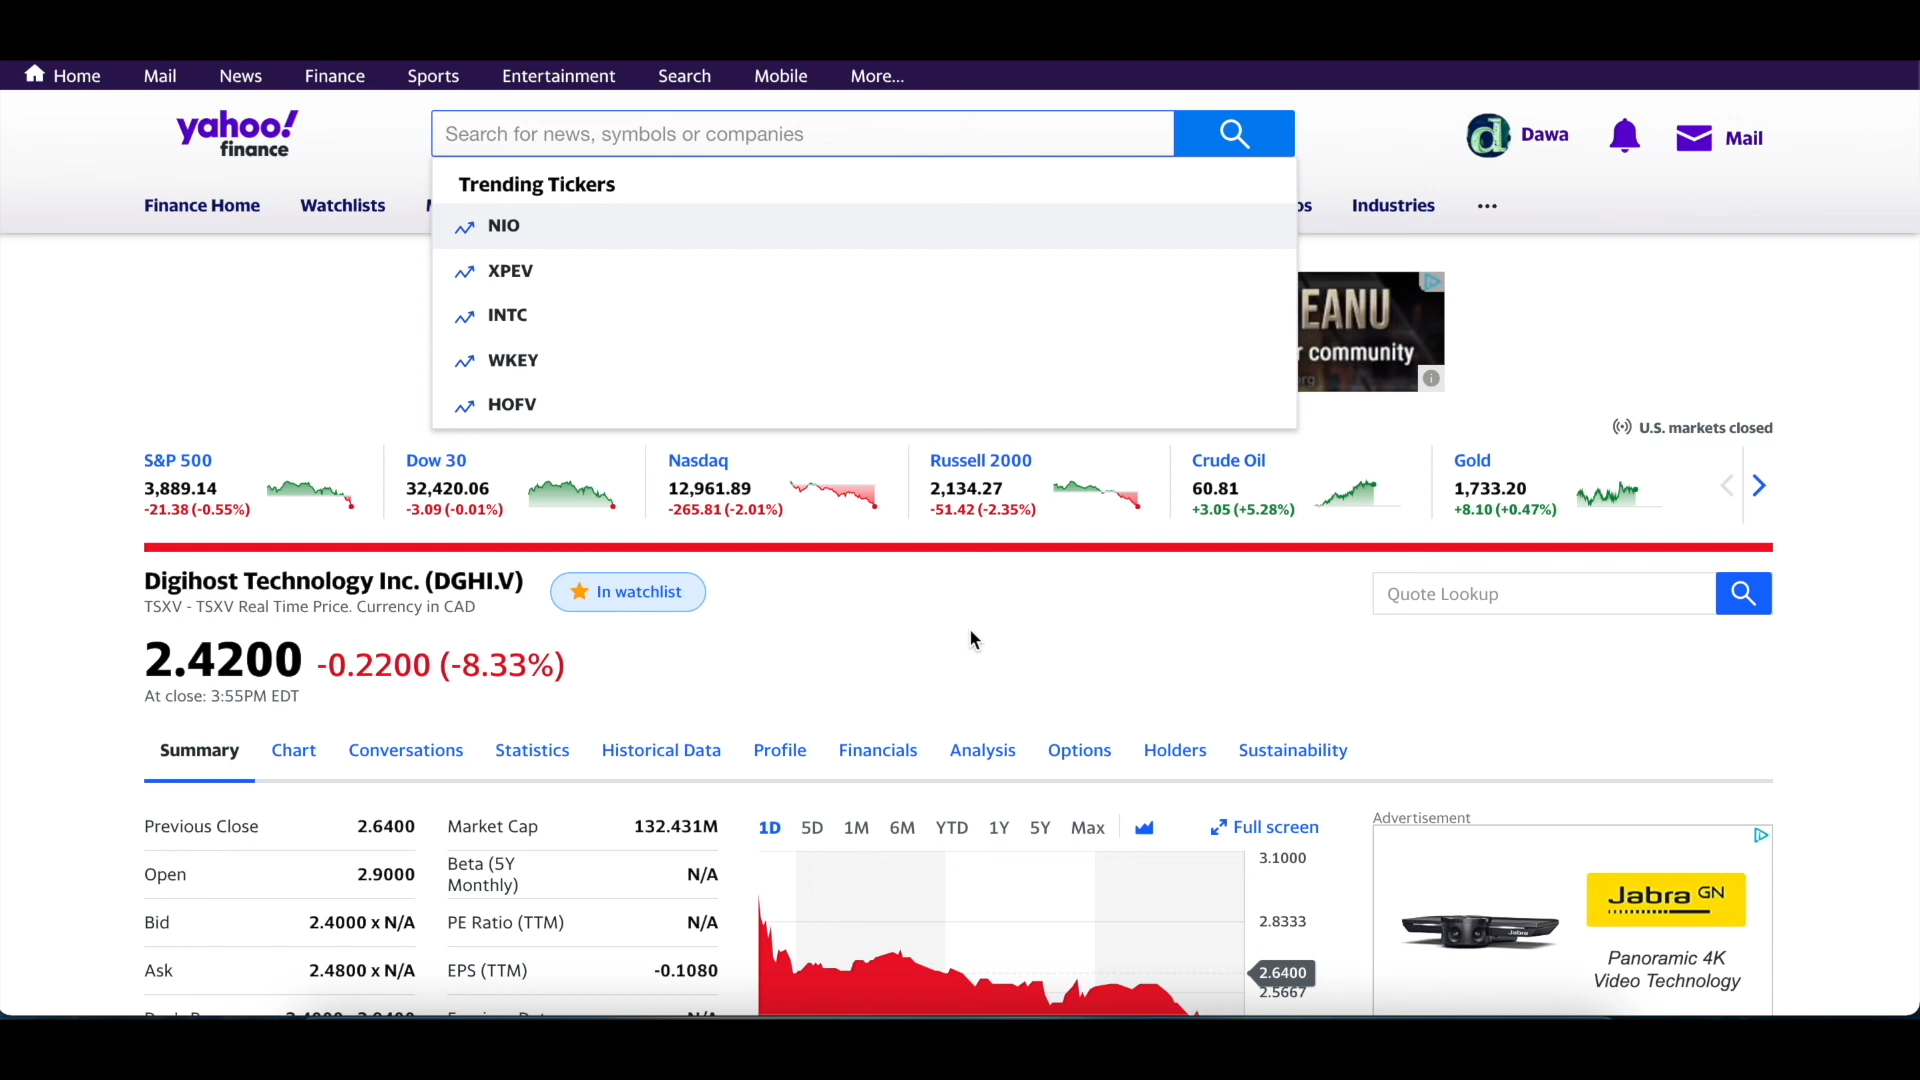 Home Mail News Finance Sports Entertainment Search Mobile More...
yahoo!
finance
Search for news, symbols or companies
Dawa
Mail
Trending Tickers
Finance Home Watchlists Industries ...
NIO
XPEV
INTC
WKEY
HOFV
EANU
community
U.S. markets closed
S&P 500 Dow 30 Nasdaq Russell 2000 Crude Oil Gold
3,889.14 32,420.06 12,961.89 2,134.27 60.81 1,733.20
-21.38 (-0.55%) -3.09 (-0.01%) -265.81 (-2.01%) -51.42 (-2.35%) +3.05 (+5.28%) +8.10 (+0.47%)
Digihost Technology Inc. (DGHI.V)
In watchlist
Quote Lookup
TSXV - TSXV Real Time Price. Currency in CAD
2.4200 -0.2200 (-8.33%)
At close: 3:55PM EDT
Summary Chart Conversations Statistics Historical Data Profile Financials Analysis Options Holders Sustainability
Previous Close 2.6400
Open 2.9000
Bid 2.4000 x N/A
Ask 2.4800 x N/A
Market Cap 132.431M
Beta (5Y
Monthly) N/A
PE Ratio (TTM) N/A
EPS (TTM) -0.1080
1D 5D 1M 6M YTD 1Y 5Y Max Full screen
3.1000
2.8333
2.6400
2.5667
Advertisement
Jabra GN
Jabra
Panoramic 4K
Video Technology